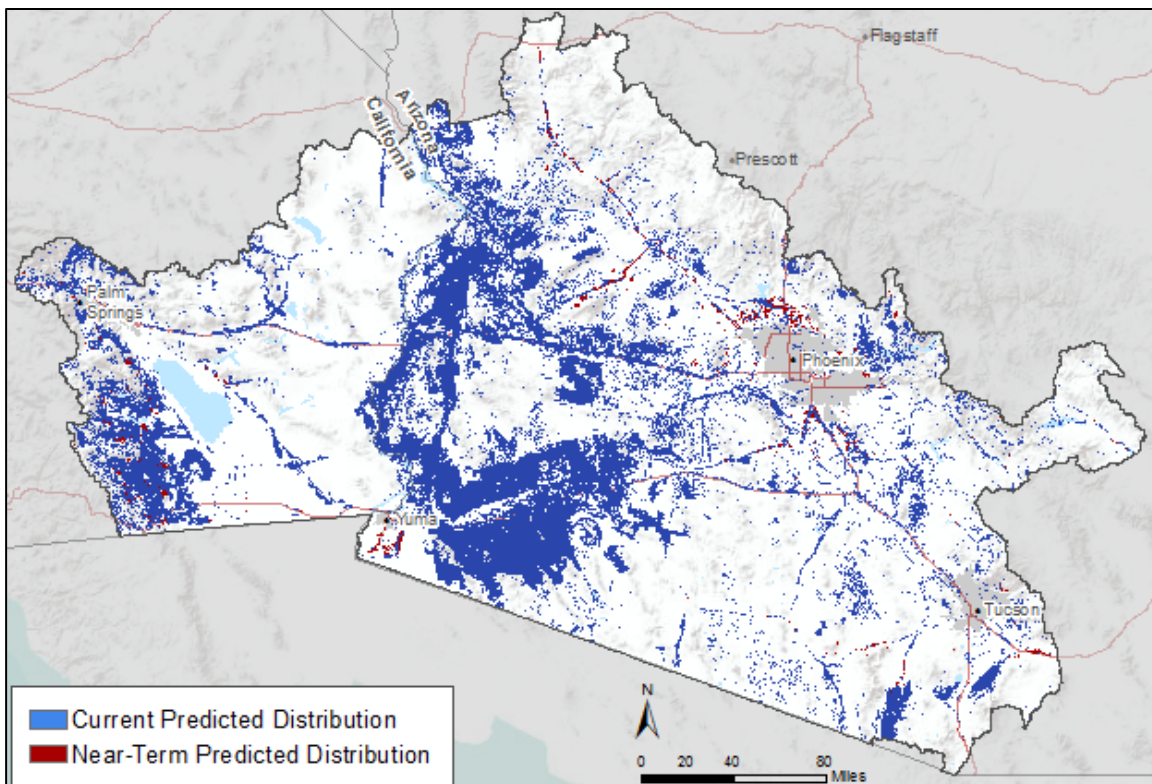 Flagstaff
Arizona
California
Prescott
Palm
Springs
Phoenix
Yuma
Tucson
Current Predicted Distribution
Near-Term Predicted Distribution
N
0 20 40 80
Miles